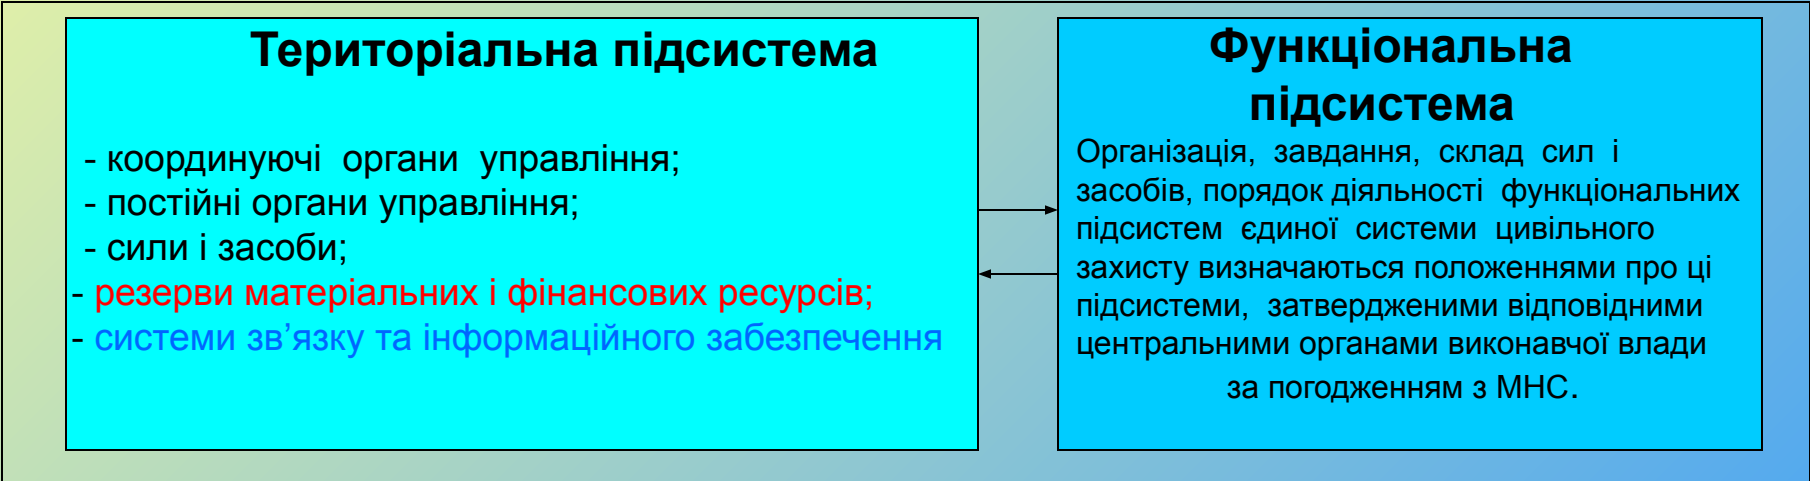 Територіальна підсистема
- координуючі органи управління;
- постійні органи управління;
- сили і засоби;
- резерви матеріальних і фінансових ресурсів;
- системи зв’язку та інформаційного забезпечення
Функціональна
підсистема
Організація, завдання, склад сил і
засобів, порядок діяльності функціональних
підсистем єдиної системи цивільного
захисту визначаються положеннями про ці
підсистеми, затвердженими відповідними
центральними органами виконавчої влади
за погодженням з МНС.